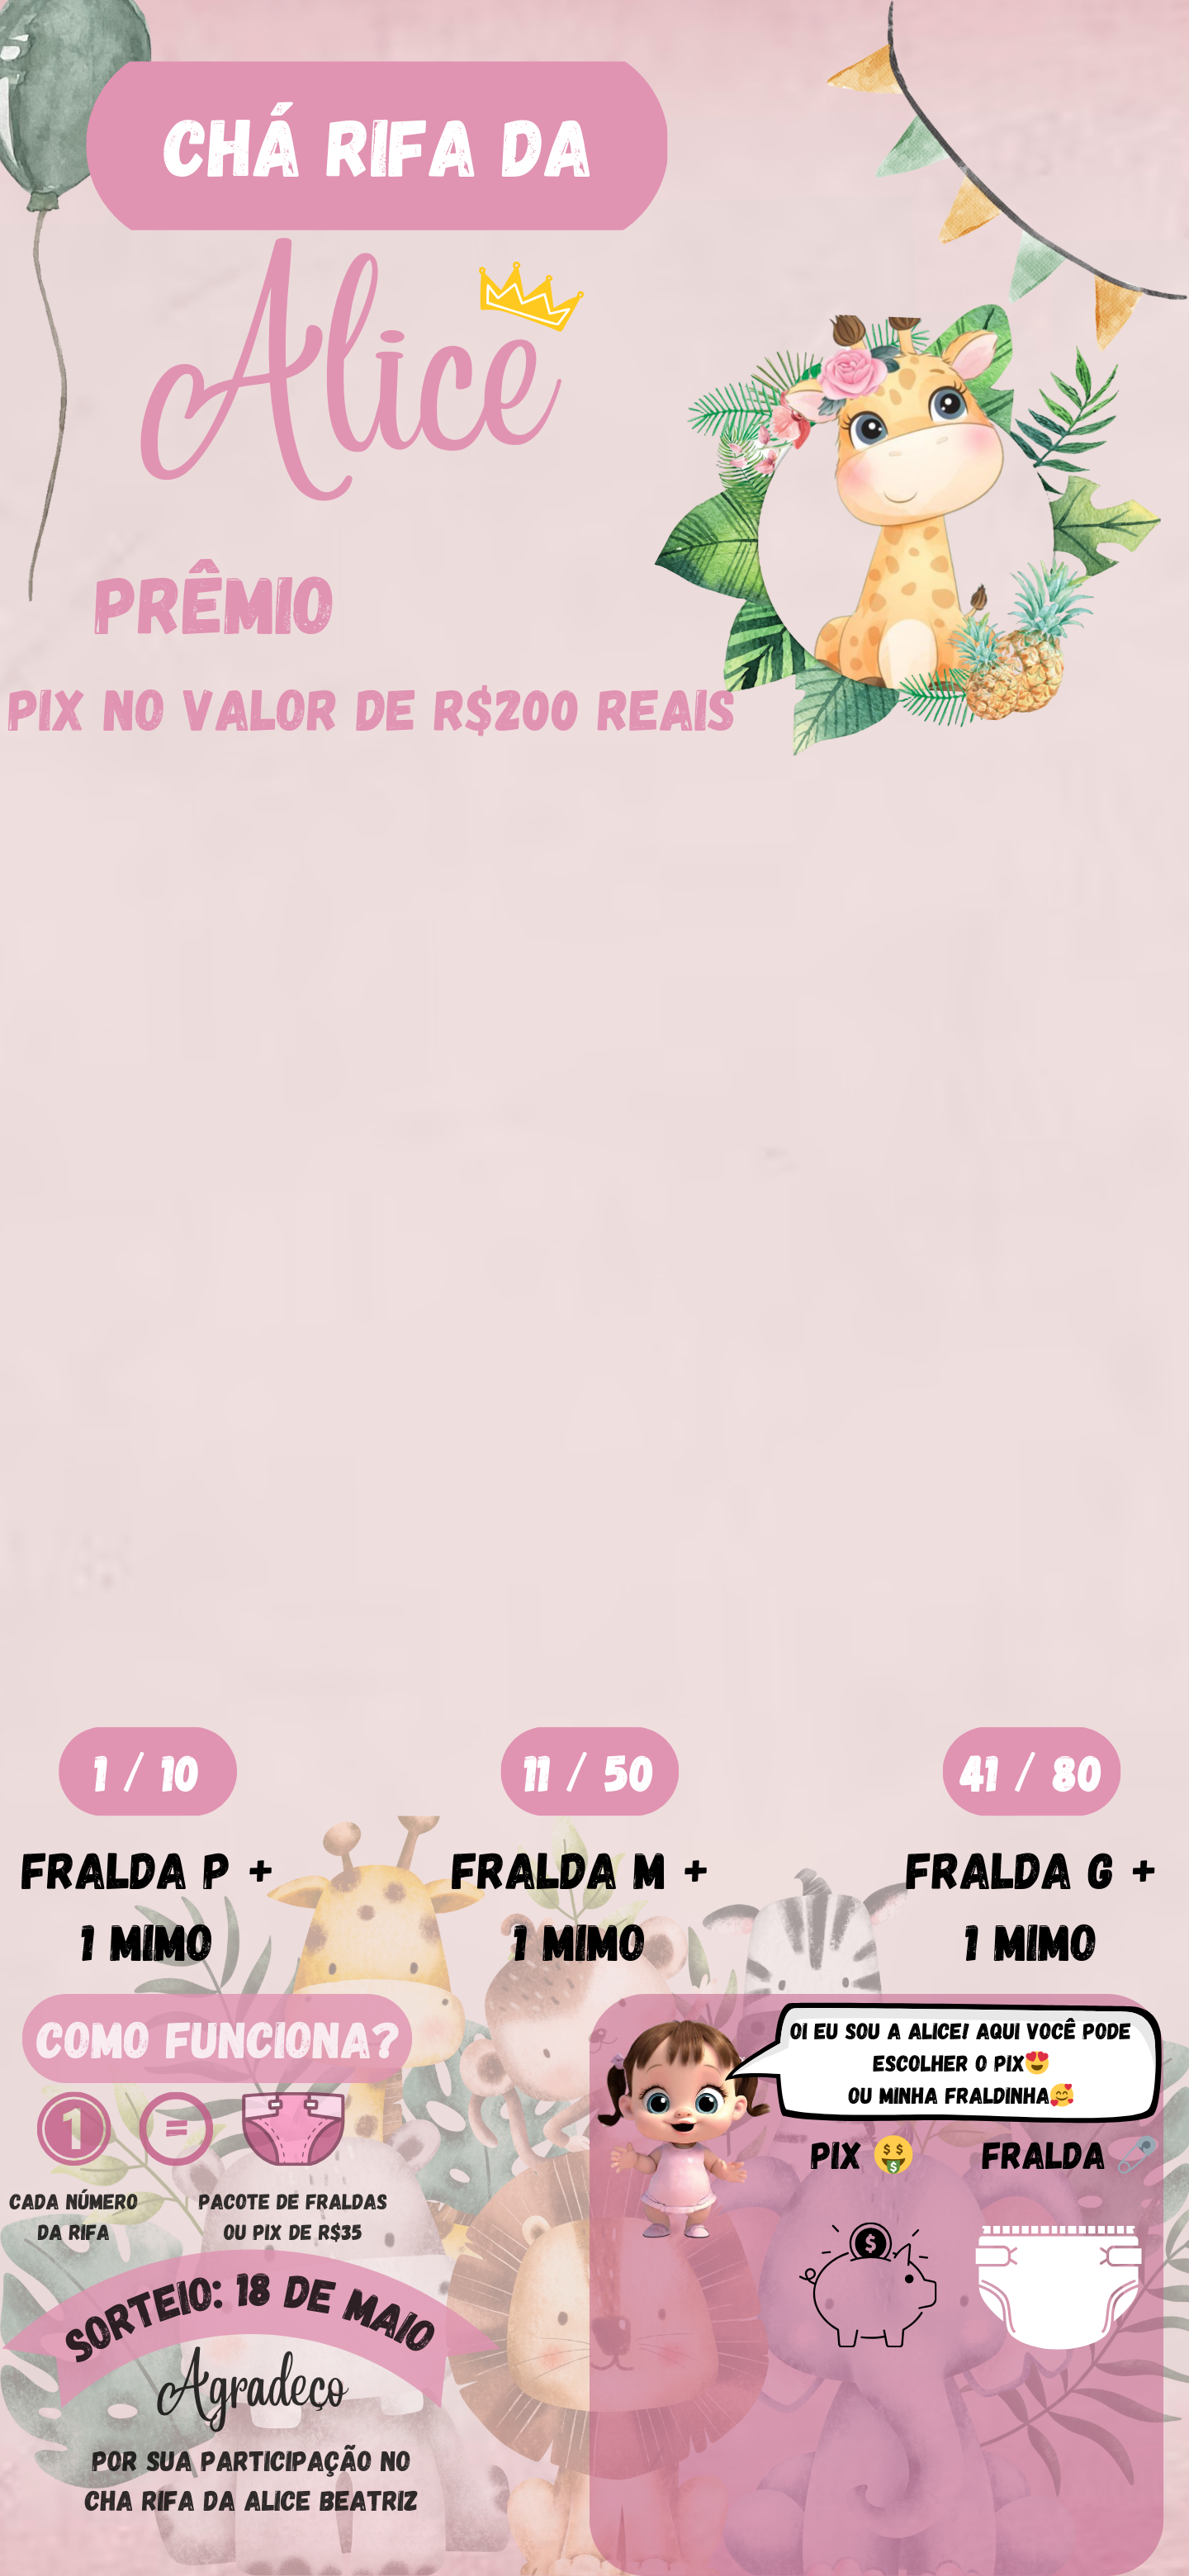 CHÁ RIFA DA
Alice
PRÊMIO
PIX NO VALOR DE R$200 REAIS
1 / 10
11 / 50
41 / 80
FRALDA P +
1 MIMO
FRALDA M +
1 MIMO
FRALDA G +
1 MIMO
COMO FUNCIONA?
1 =
CADA NÚMERO
DA RIFA
PACOTE DE FRALDAS
OU PIX DE R$35
SORTEIO: 18 DE MAIO
Agradeço
POR SUA PARTICIPAÇÃO NO
CHA RIFA DA ALICE BEATRIZ
OI EU SOU A ALICE! AQUI VOCÊ PODE
ESCOLHER O PIX😍
OU MINHA FRALDINHA🥰
PIX 🤑
FRALDA 🧷
$